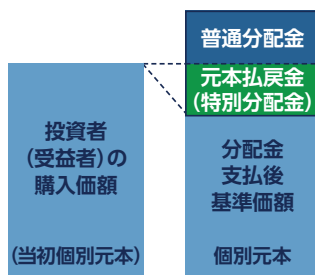 普通分配金
元本払戻金
(特別分配金)
投資者
(受益者)の
購入価額
(当初個別元本)
分配金
支払後
基準価額
個別元本